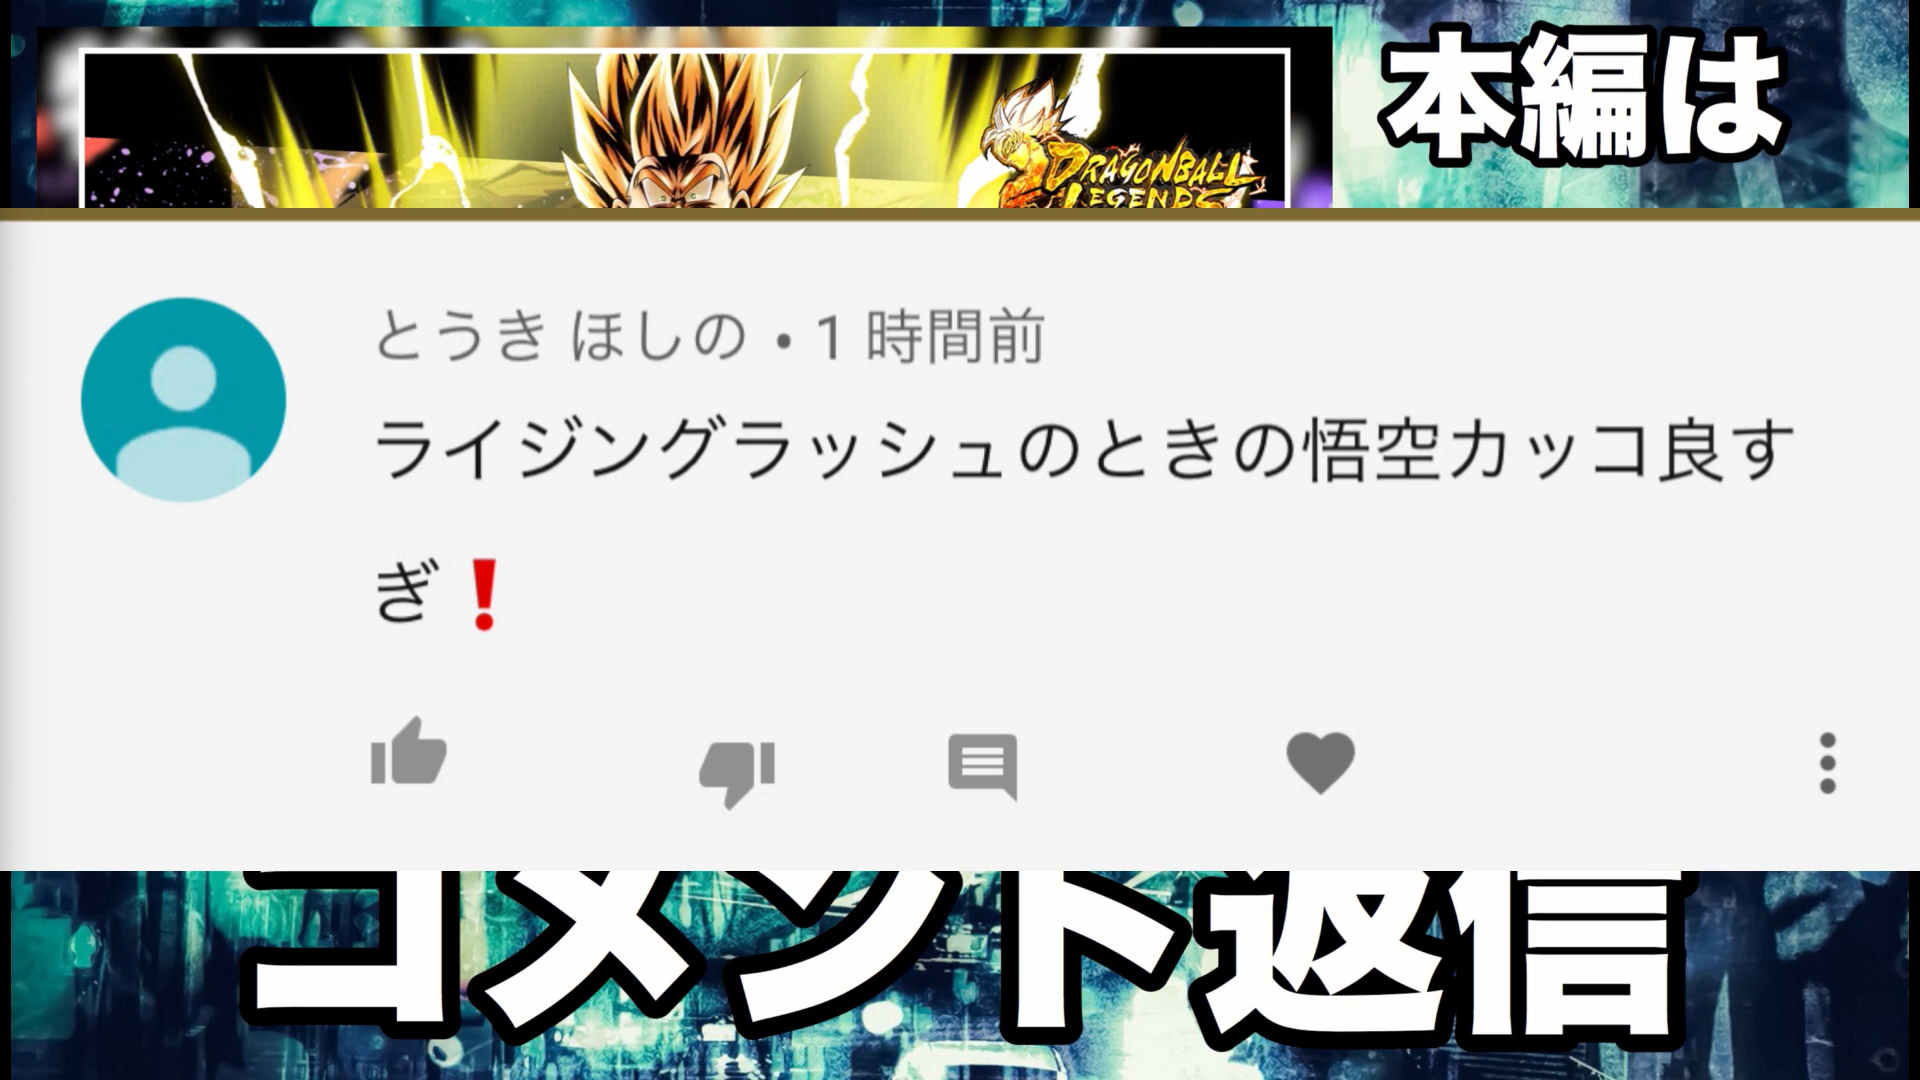 本編は
DRAGONBALL
LEGENDS
とうき ほしの • 1 時間前
ライジングラッシュのときの悟空カッコ良す
ぎ❗
コメント返信